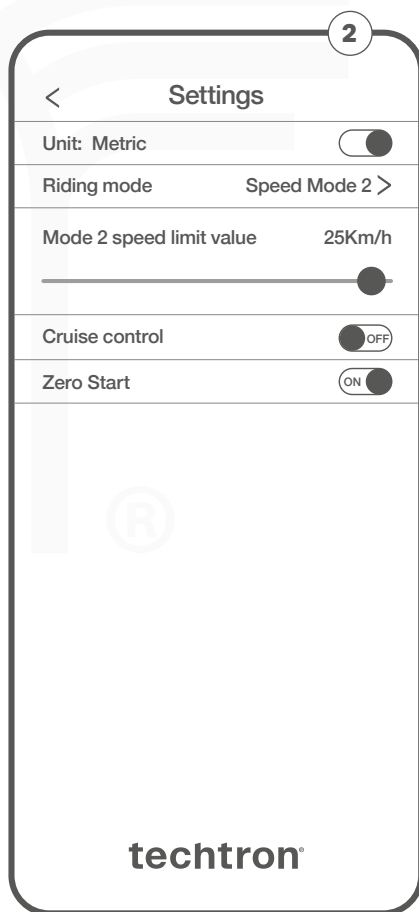 2
< Settings
Unit: Metric
Riding mode Speed Mode 2 >
Mode 2 speed limit value 25Km/h
Cruise control OFF
Zero Start ON
®
techtron